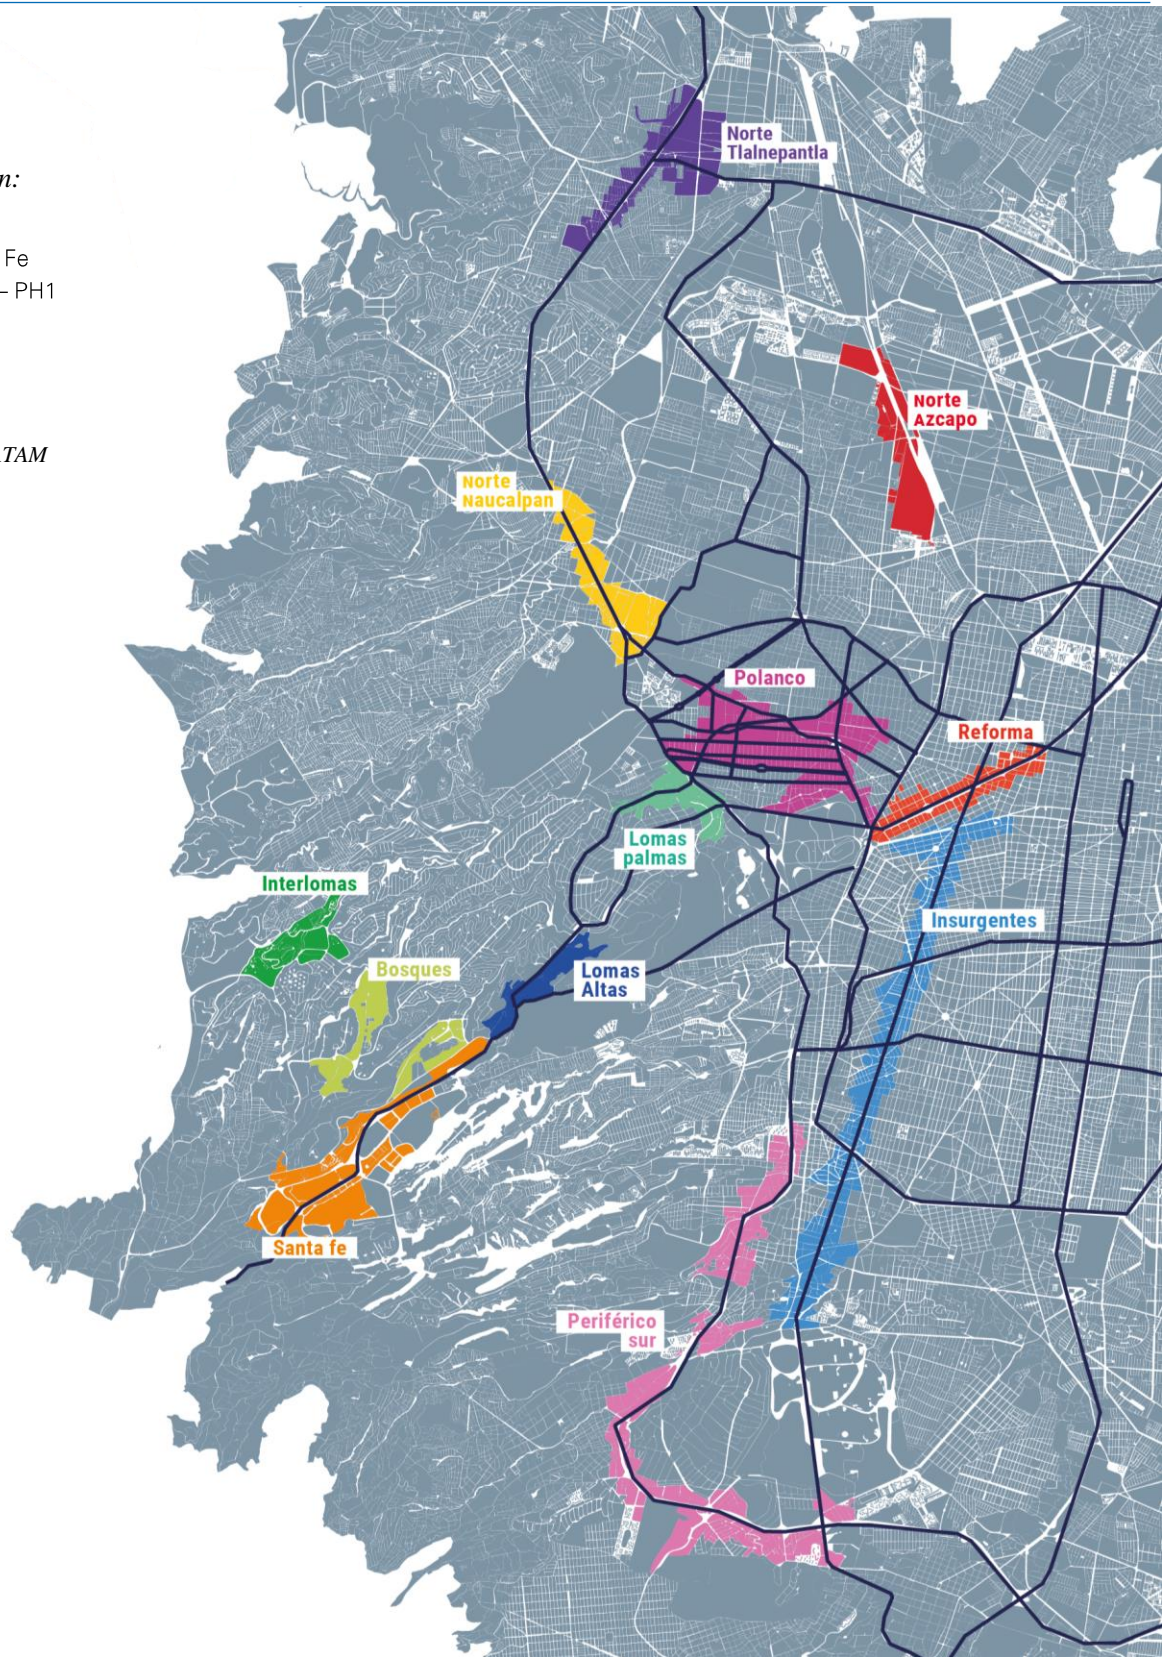 n:
Fe
– PH1
ATAM
Norte
Tlalnepantla
Norte
Azcapo
Norte
Naucalpan
Polanco
Reforma
Lomas
palmas
Interlomas
Insurgentes
Bosques
Lomas
Altas
Santa fe
Periférico
sur